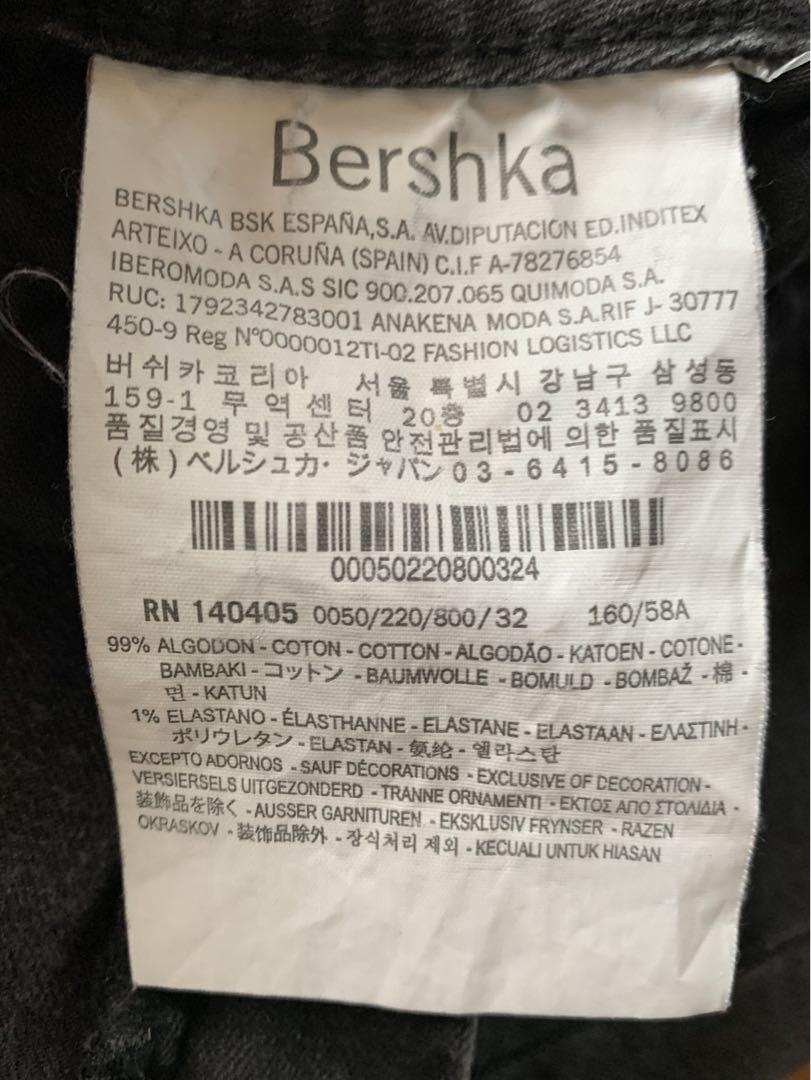 Bershka
BERSHKA BSK ESPAÑA,S.A. AV.DIPUTACION ED.INDITEX
ARTEIXO - A CORUÑA (SPAIN) C.I.F A-78276854
IBEROMODA S.A.S SIC 900.207.065 QUIMODA S.A.
RUC: 1792342783001 ANAKENA MODA S.A.RIF J- 30777
450-9 Reg Nº0000012TI-02 FASHION LOGISTICS LLC
버쉬카코리아 서울 특별시 강남구 삼성동
159-1 무역센터 20층 02 3413 9800
품질경영 및 공산품 안전관리법에 의한 품질표시
(株)ベルシュカ・ジャパン 03-6415-8086
00050220800324
RN 140405 0050/220/800/32 160/58A
99% ALGODON - COTON - COTTON - ALGODÃO - KATOEN - COTONE -
BAMBAKI - コットン - BAUMWOLLE - BOMULD - BOMBAŽ - 棉 -
면 - KATUN
1% ELASTANO - ÉLASTHANNE - ELASTANE - ELASTAAN - ΕΛΑΣΤΙΝΗ -
ポリウレタン - ELASTAN - 氨纶 - 엘라스탄
EXCEPTO ADORNOS - SAUF DÉCORATIONS - EXCLUSIVE OF DECORATION -
VERSIERSELS UITGEZONDERD - TRANNE ORNAMENTI - ΕΚΤΟΣ ΑΠΟ ΣΤΟΛΙΔΙΑ -
装飾品を除く - AUSSER GARNITUREN - EKSKLUSIV FRYNSER - RAZEN
OKRASKOV - 装饰品除外 - 장식처리 제외 - KECUALI UNTUK HIASAN